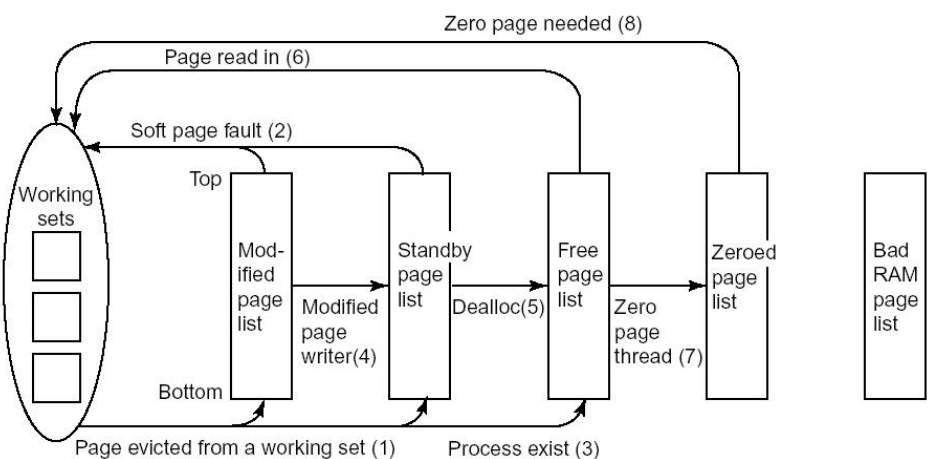 Zero page needed (8)
Page read in (6)
Soft page fault (2)
Top
Working
sets
Mod-
ified
page
list
Standby
page
list
Free
page
list
Zeroed
page
list
Bad
RAM
page
list
Modified
page
writer(4)
Dealloc(5)
Zero
page
thread (7)
Bottom
Page evicted from a working set (1)
Process exist (3)